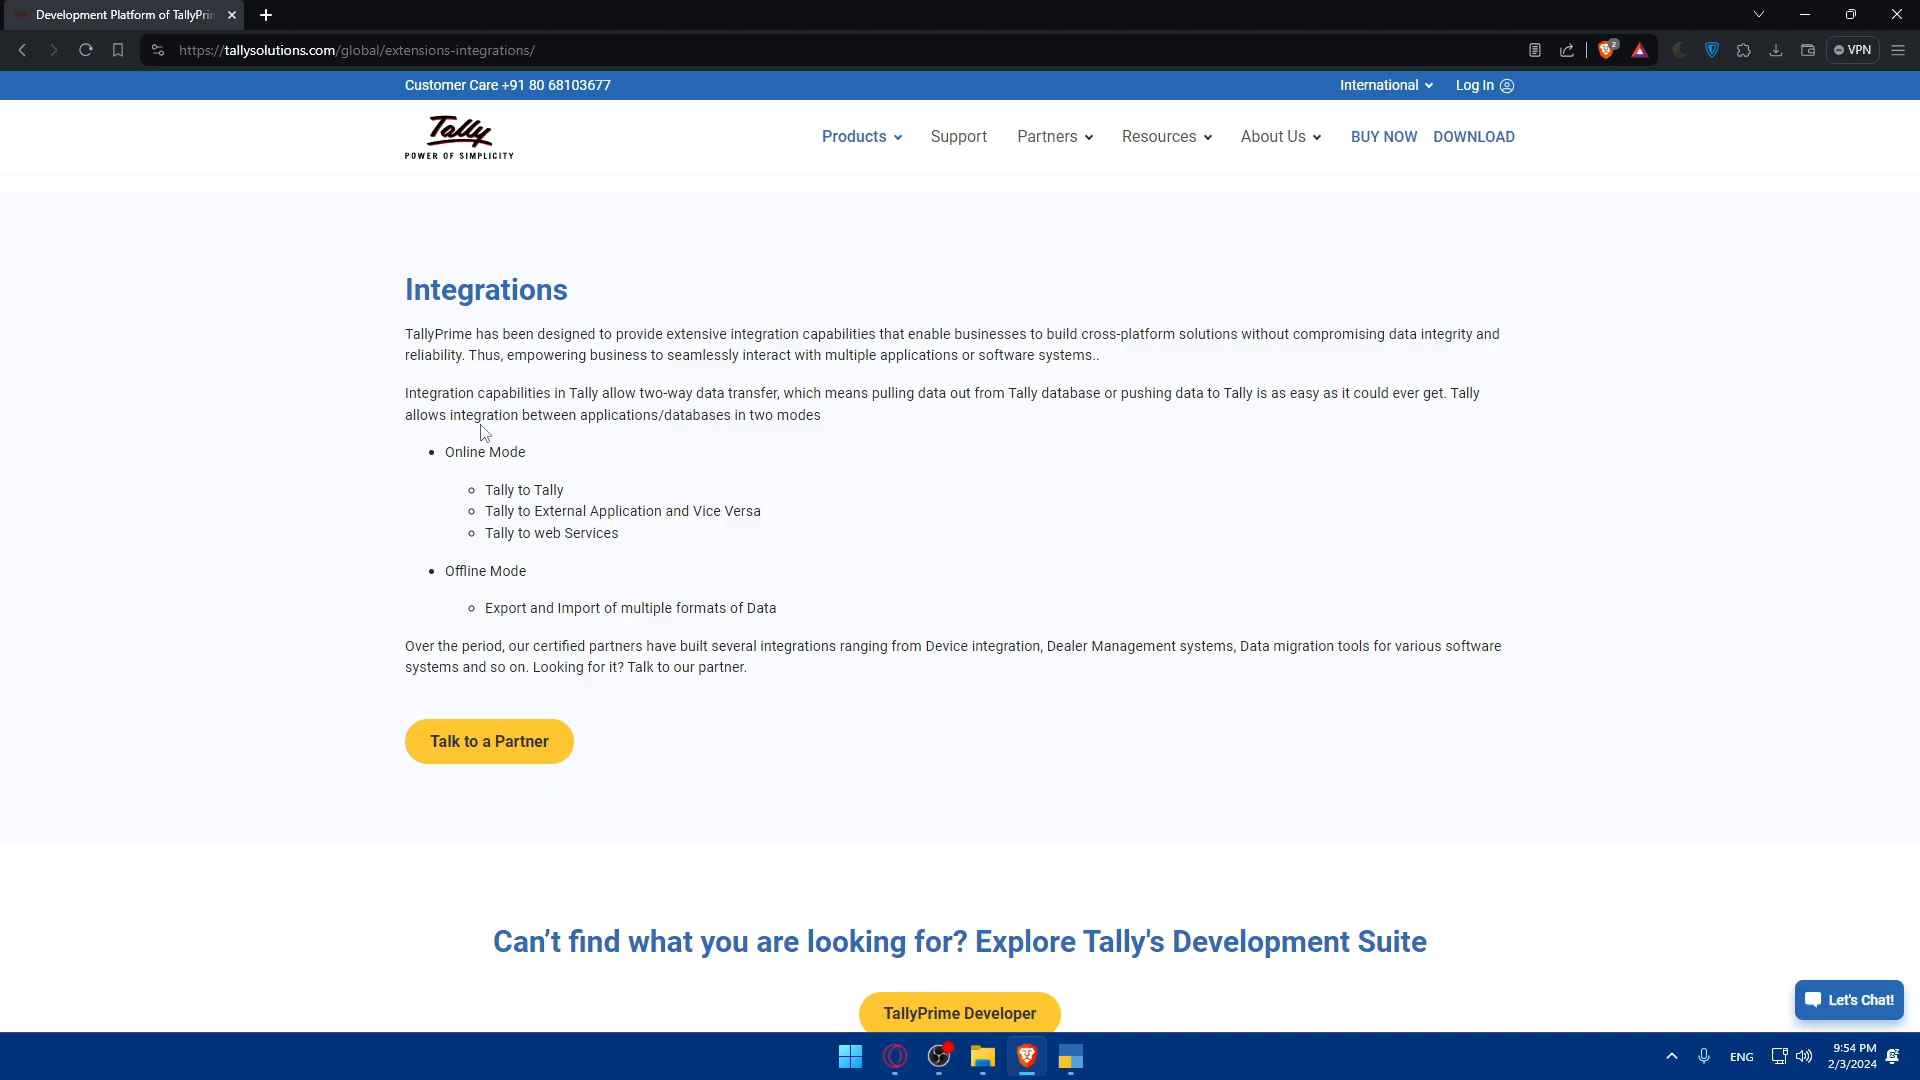 Development Platform of TallyPri
https://tallysolutions.com/global/extensions-integrations/
2
VPN
Customer Care +91 80 68103677
International
Log In
Tally
POWER OF SIMPLICITY
Products
Support
Partners
Resources
About Us
BUY NOW
DOWNLOAD
Integrations
TallyPrime has been designed to provide extensive integration capabilities that enable businesses to build cross-platform solutions without compromising data integrity and
reliability. Thus, empowering business to seamlessly interact with multiple applications or software systems..
Integration capabilities in Tally allow two-way data transfer, which means pulling data out from Tally database or pushing data to Tally is as easy as it could ever get. Tally
allows integration between applications/databases in two modes
• Online Mode
Tally to Tally
Tally to External Application and Vice Versa
Tally to web Services
• Offline Mode
Export and Import of multiple formats of Data
Over the period, our certified partners have built several integrations ranging from Device integration, Dealer Management systems, Data migration tools for various software
systems and so on. Looking for it? Talk to our partner.
Talk to a Partner
Can’t find what you are looking for? Explore Tally's Development Suite
TallyPrime Developer
Let's Chat!
ENG
9:54 PM
2/3/2024